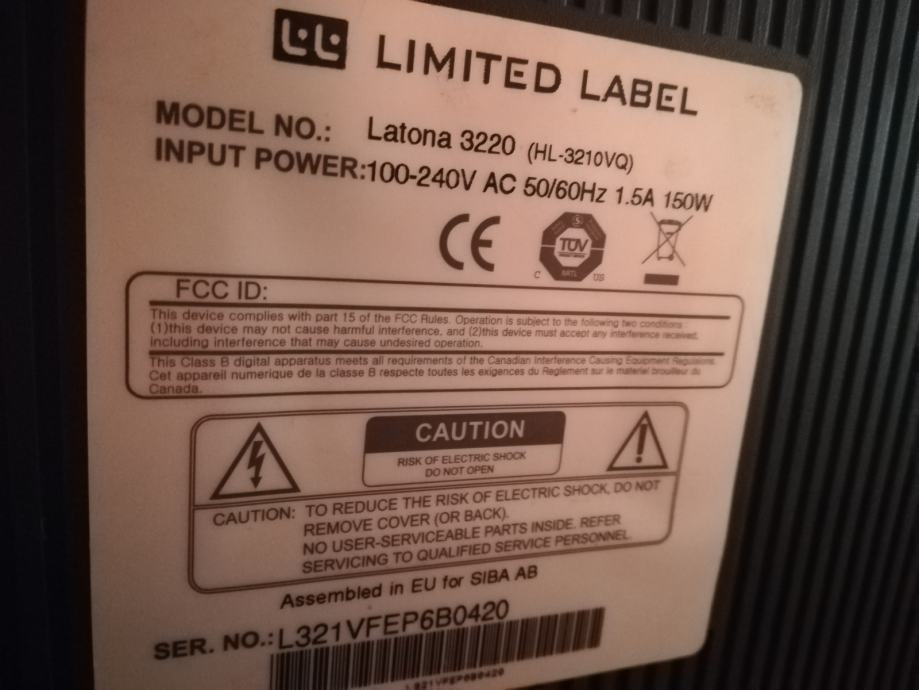 LIMITED LABEL
MODEL NO.: Latona 3220 (HL-3210VQ)
INPUT POWER:100-240V AC 50/60Hz 1.5A 150W
CE
TÜV
C NRTL US
FCC ID:
This device complies with part 15 of the FCC Rules. Operation is subject to the following two conditions
(1)this device may not cause harmful interference, and (2)this device must accept any interference received,
including interference that may cause undesired operation.
This Class B digital apparatus meets all requirements of the Canadian Interference Causing Equipment Regulations.
Cet appareil numerique de la classe B respecte toutes les exigences du Reglement sur le materiel brouilleur du
Canada.
CAUTION
RISK OF ELECTRIC SHOCK
DO NOT OPEN
CAUTION: TO REDUCE THE RISK OF ELECTRIC SHOCK, DO NOT
REMOVE COVER (OR BACK).
NO USER-SERVICEABLE PARTS INSIDE. REFER
SERVICING TO QUALIFIED SERVICE PERSONNEL.
Assembled in EU for SIBA AB
SER. NO.:L321VFEP6B0420
L321VFEP6B0420